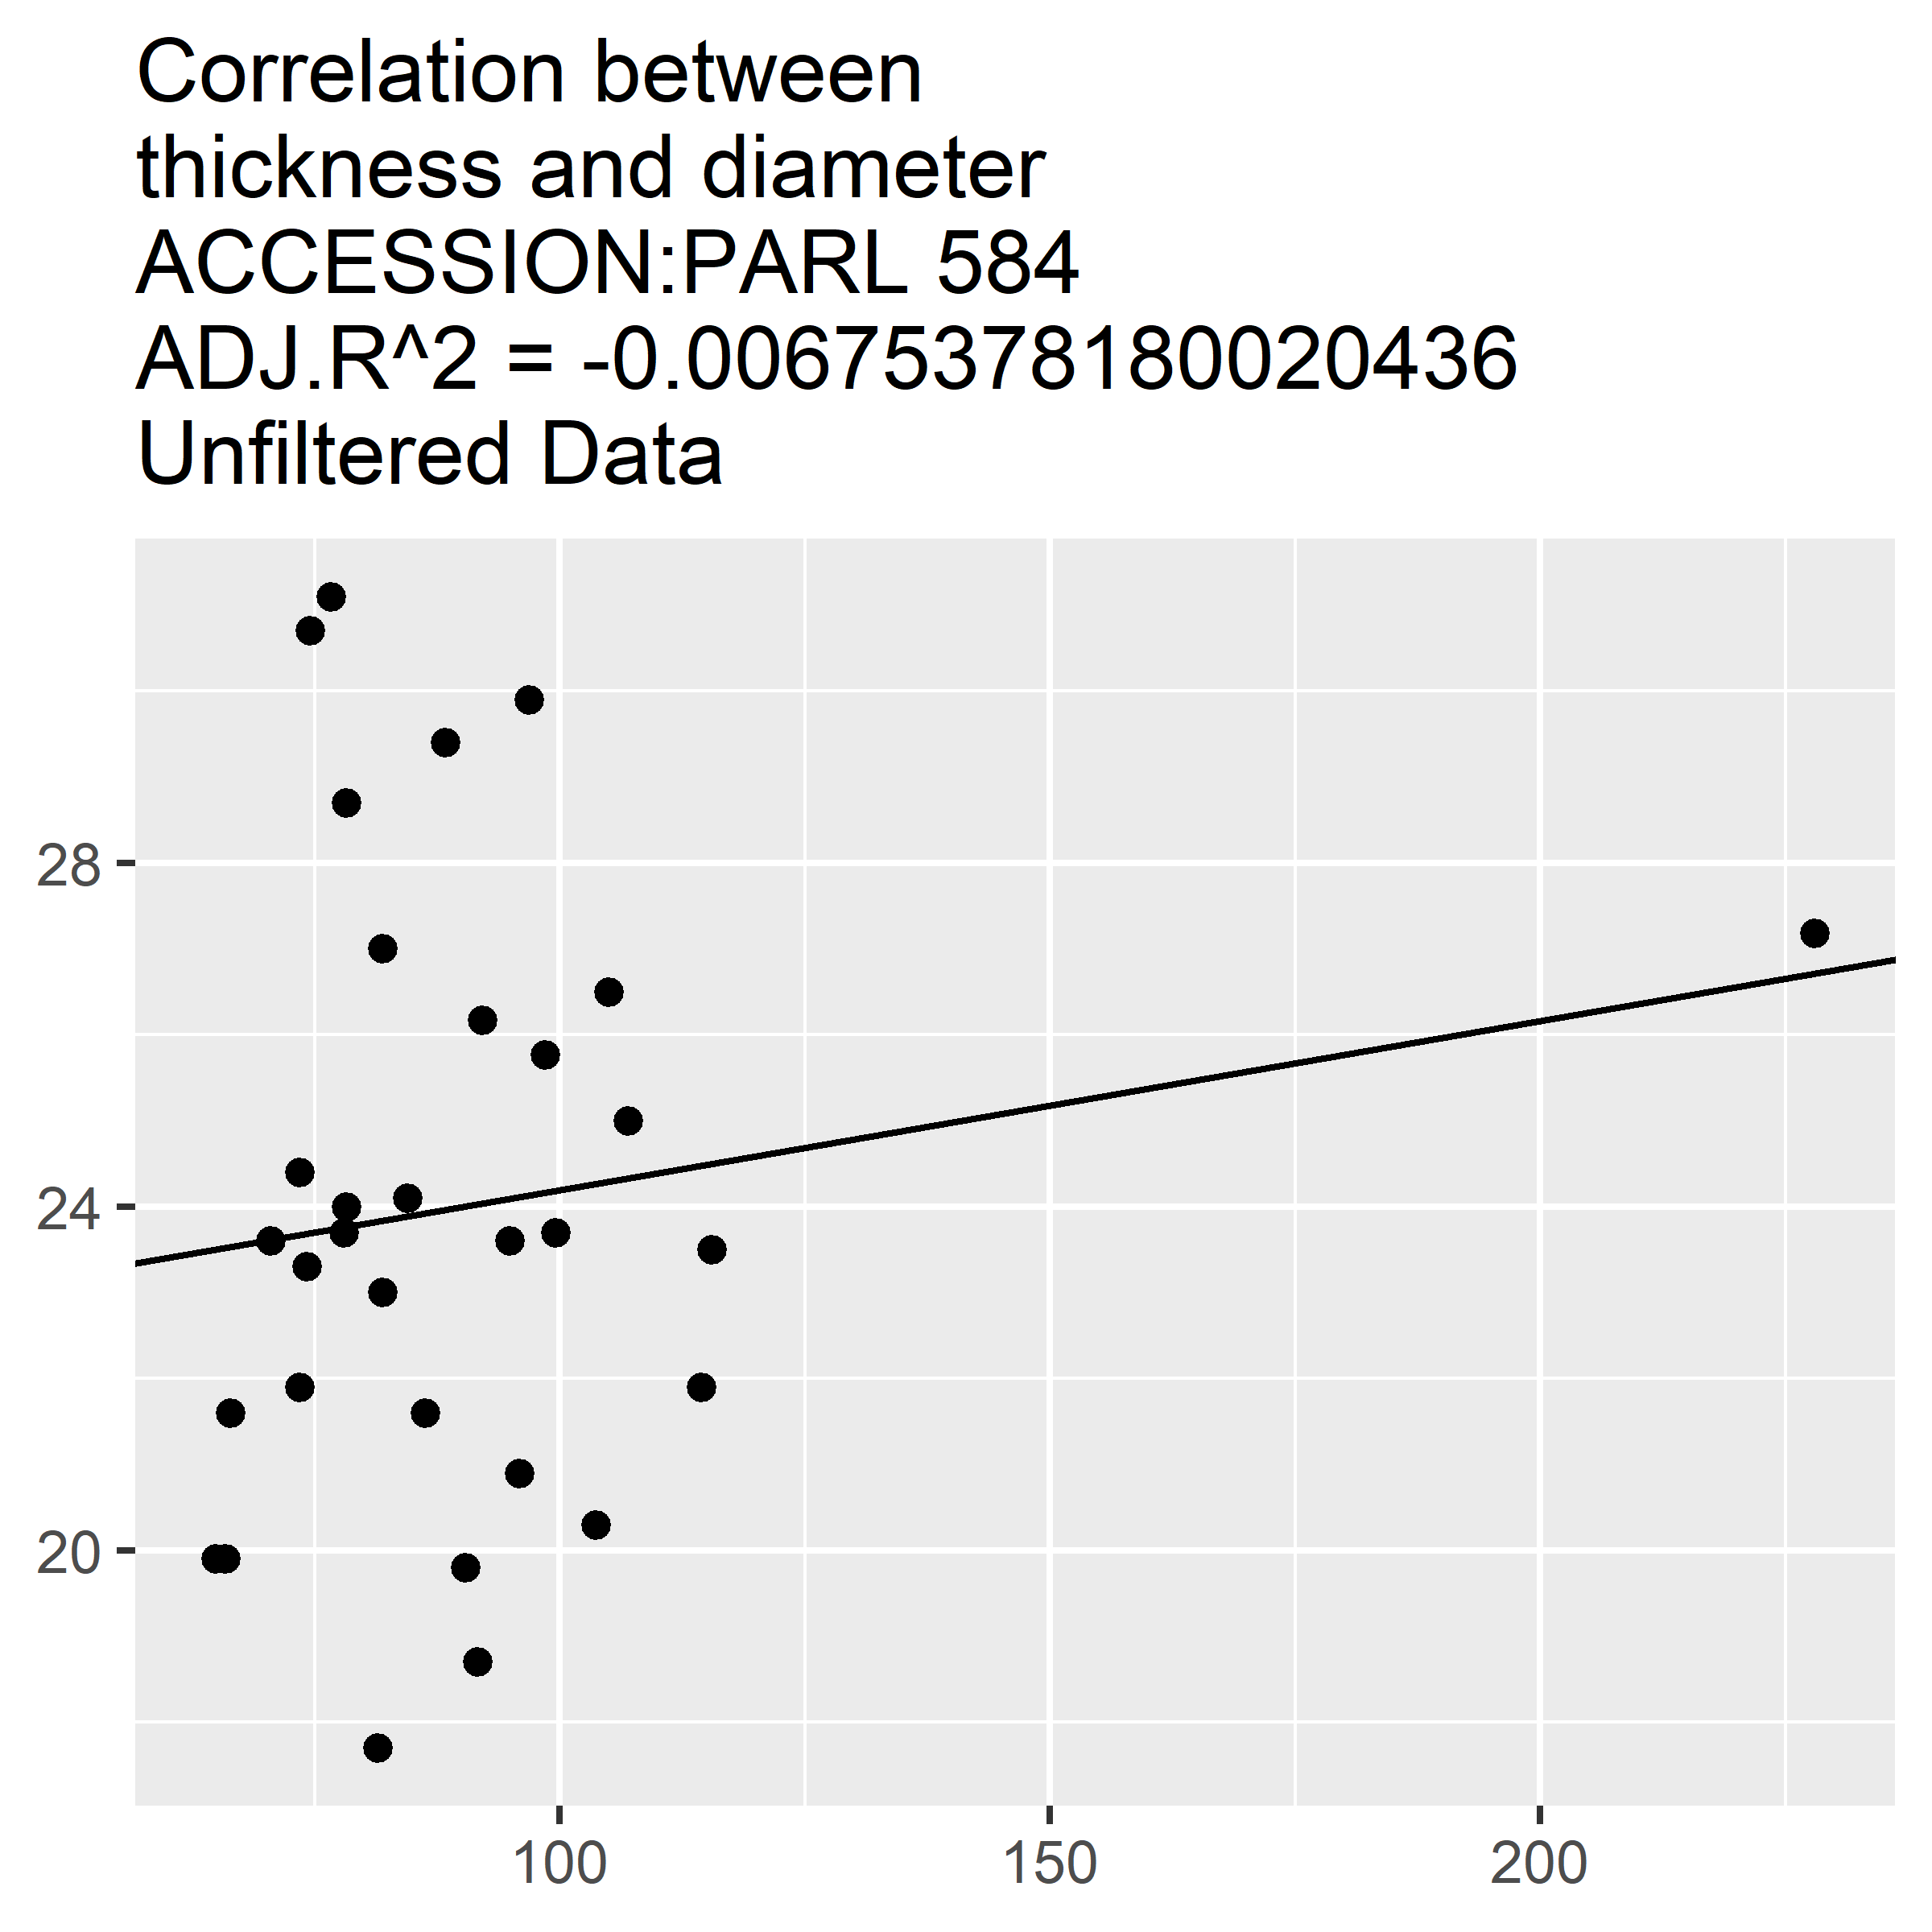 Correlation between
thickness and diameter
ACCESSION:PARL 584
ADJ.R^2 = -0.00675378180020436
Unfiltered Data
28
24
20
100
150
200